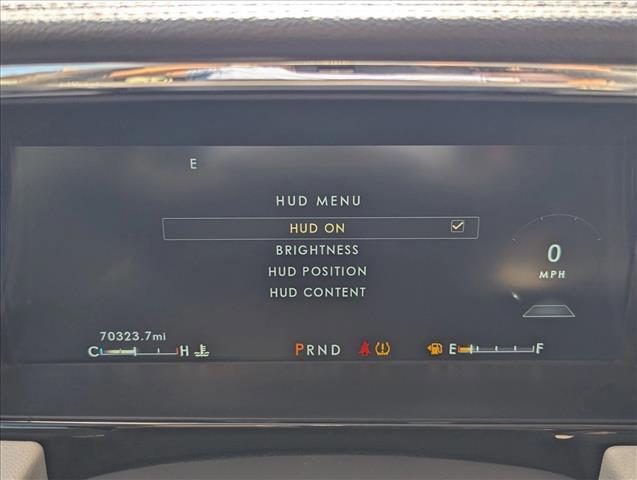 E
HUD MENU
HUD ON
BRIGHTNESS
HUD POSITION
HUD CONTENT
0
MPH
70323.7mi
C H
PRND
E F